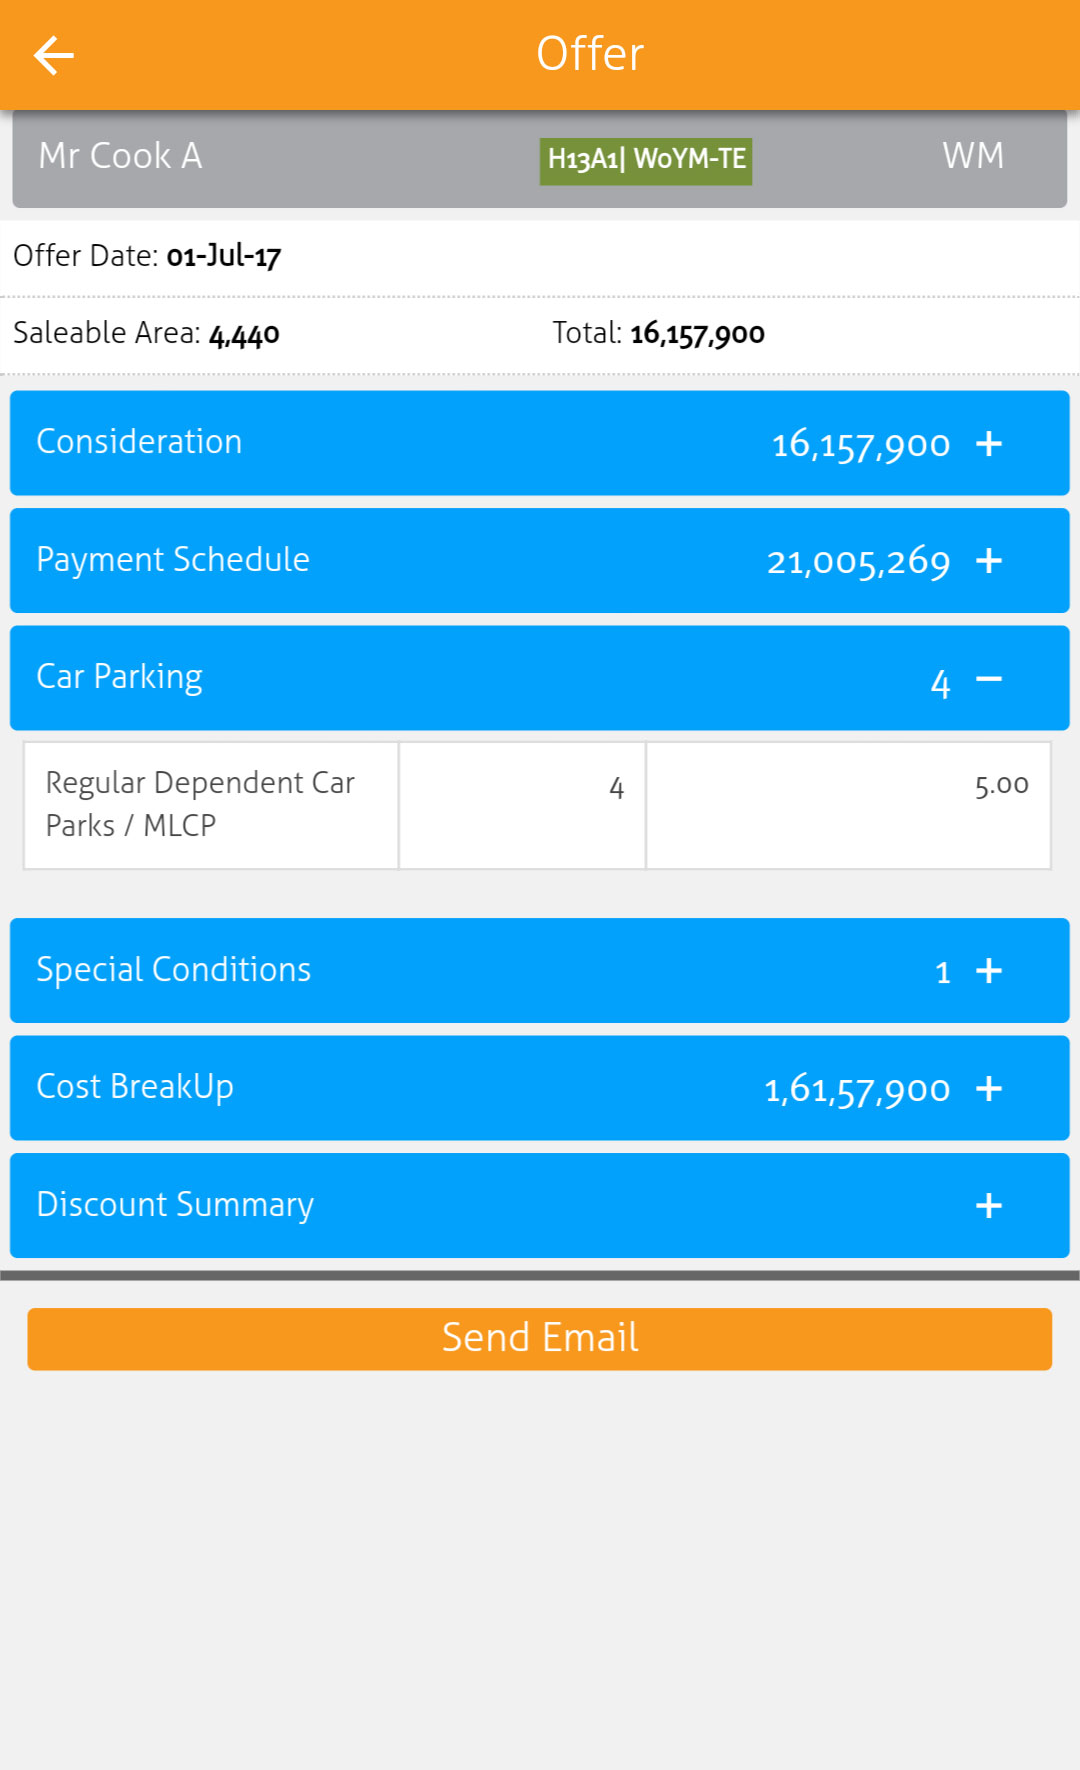 Offer
Mr Cook A H13A1| W0YM-TE WM
Offer Date: 01-Jul-17
Saleable Area: 4,440 Total: 16,157,900
Consideration 16,157,900 +
Payment Schedule 21,005,269 +
Car Parking 4 −
Regular Dependent Car 4 5.00
Parks / MLCP
Special Conditions 1 +
Cost BreakUp 1,61,57,900 +
Discount Summary +
Send Email